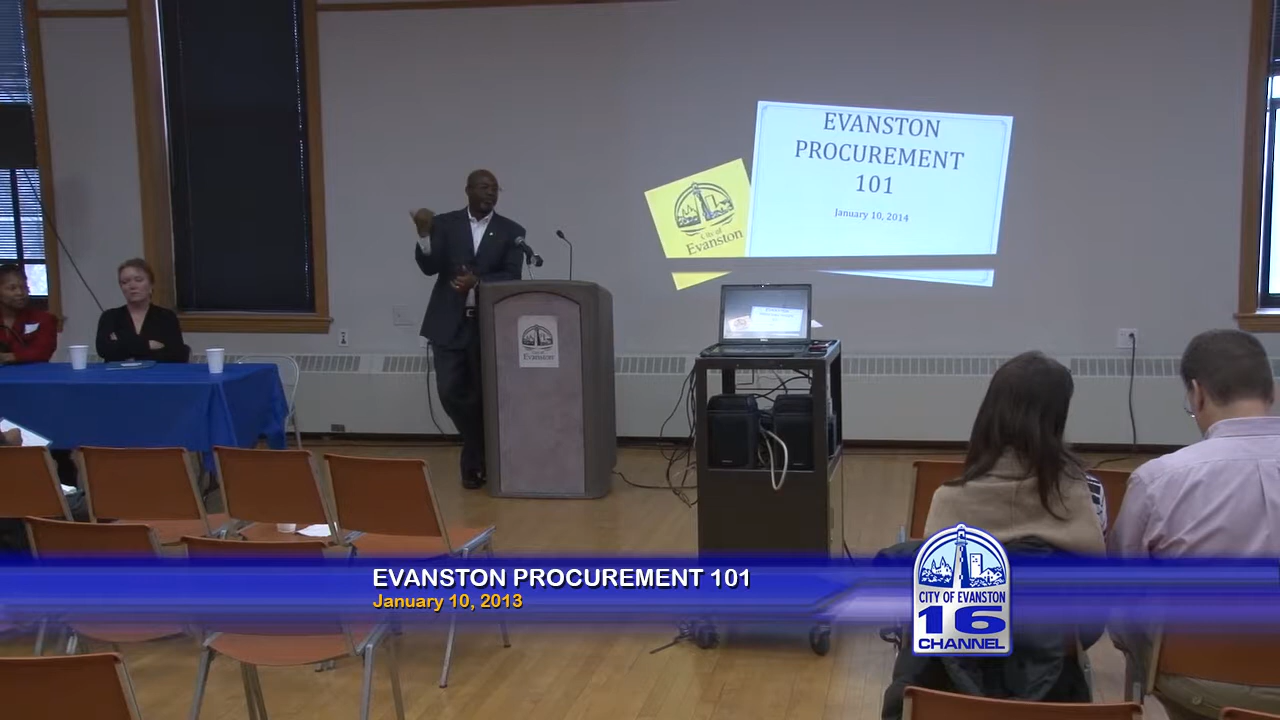 EVANSTON
PROCUREMENT
101
January 10, 2014
City of
Evanston
Evanston
EVANSTON PROCUREMENT 101
January 10, 2013
CITY OF EVANSTON
16
CHANNEL